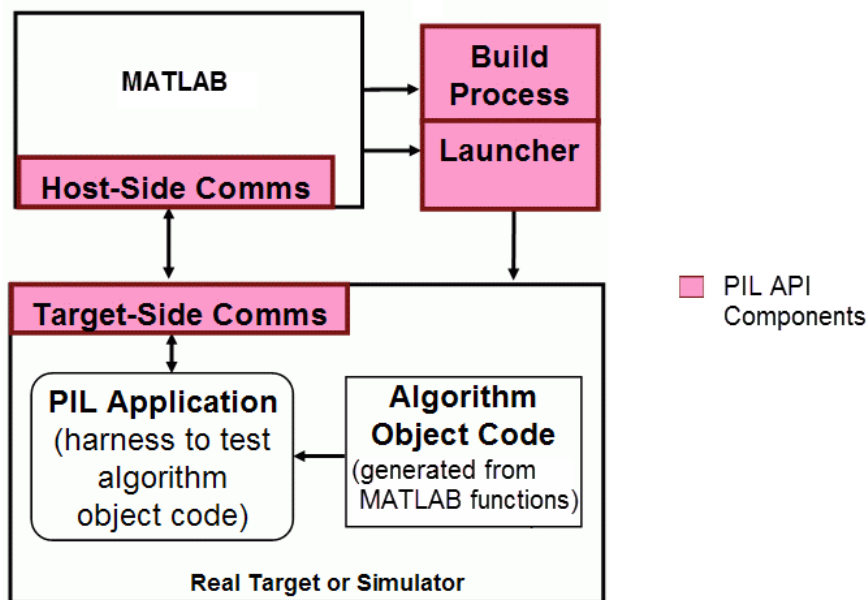 MATLAB
Build
Process
Launcher
Host-Side Comms
Target-Side Comms
PIL Application
(harness to test
algorithm
object code)
Algorithm
Object Code
(generated from
MATLAB functions)
Real Target or Simulator
PIL API
Components